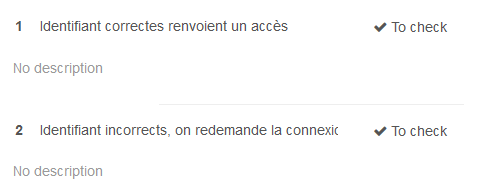 1 Identifiant correctes renvoient un accès To check
No description
2 Identifiant incorrects, on redemande la To check
No description